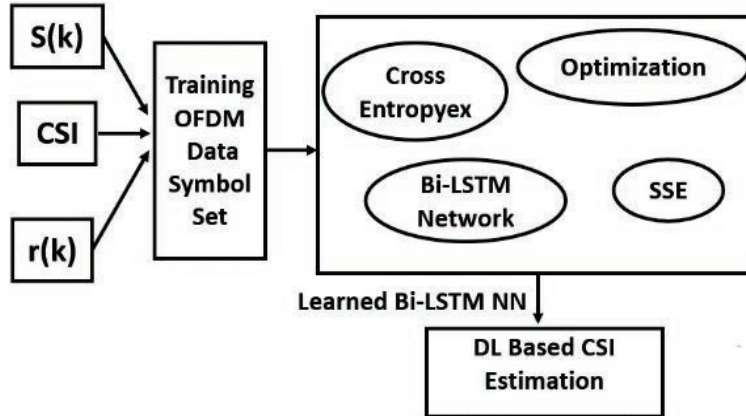 S(k)
CSI
r(k)
Training
OFDM
Data
Symbol
Set
Cross
Entropyex
Optimization
Bi-LSTM
Network
SSE
Learned Bi-LSTM NN
DL Based CSI
Estimation